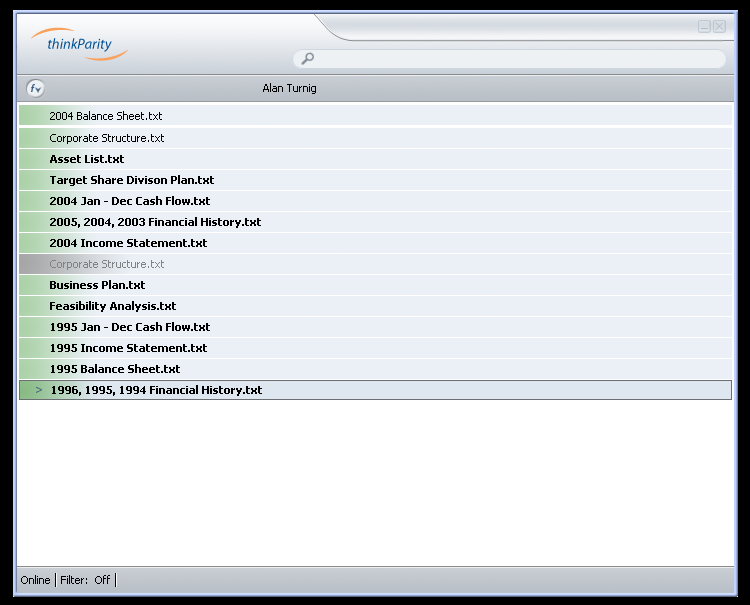 thinkParity
Alan Turnig
2004 Balance Sheet.txt
Corporate Structure.txt
Asset List.txt
Target Share Divison Plan.txt
2004 Jan - Dec Cash Flow.txt
2005, 2004, 2003 Financial History.txt
2004 Income Statement.txt
Corporate Structure.txt
Business Plan.txt
Feasibility Analysis.txt
1995 Jan - Dec Cash Flow.txt
1995 Income Statement.txt
1995 Balance Sheet.txt
> 1996, 1995, 1994 Financial History.txt
Online | Filter: Off |